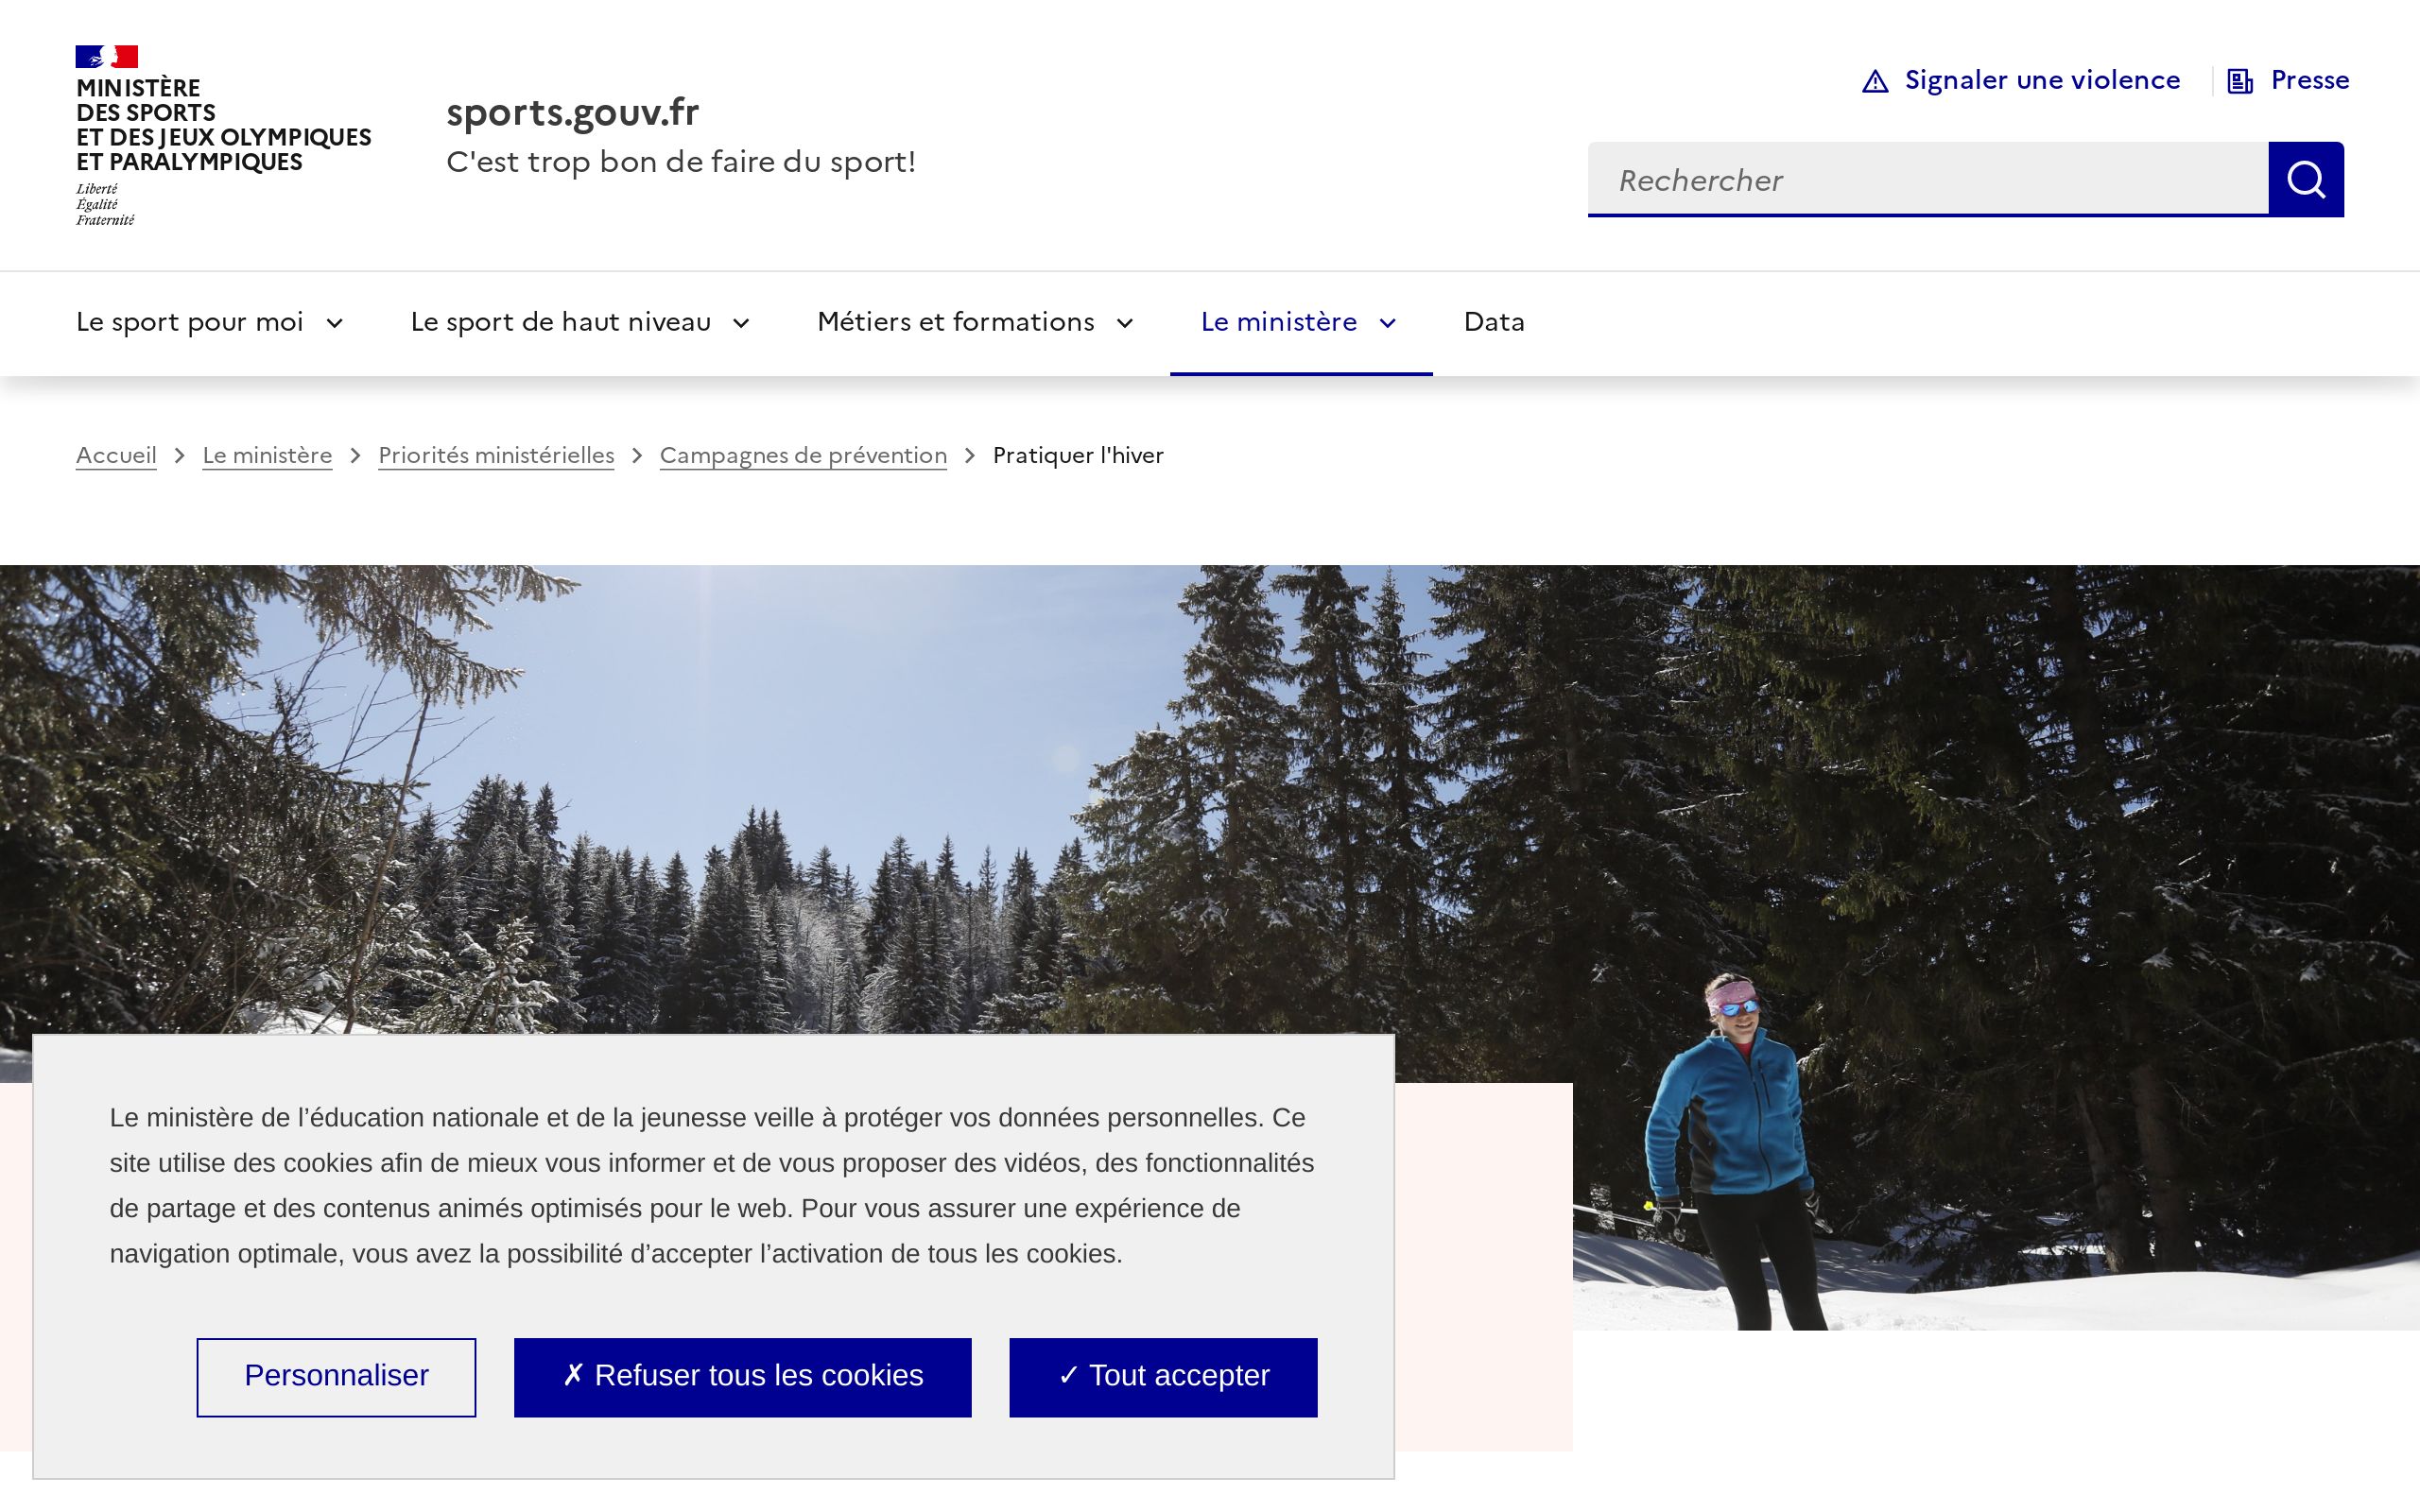 MINISTÈRE
DES SPORTS
ET DES JEUX OLYMPIQUES
ET PARALYMPIQUES
Liberté
Égalité
Fraternité
sports.gouv.fr
C'est trop bon de faire du sport!
Signaler une violence
Presse
Rechercher
Le sport pour moi
Le sport de haut niveau
Métiers et formations
Le ministère
Data
Accueil > Le ministère > Priorités ministérielles > Campagnes de prévention > Pratiquer l'hiver
Le ministère de l’éducation nationale et de la jeunesse veille à protéger vos données personnelles. Ce
site utilise des cookies afin de mieux vous informer et de vous proposer des vidéos, des fonctionnalités
de partage et des contenus animés optimisés pour le web. Pour vous assurer une expérience de
navigation optimale, vous avez la possibilité d’accepter l’activation de tous les cookies.
Personnaliser
✗ Refuser tous les cookies
✓ Tout accepter